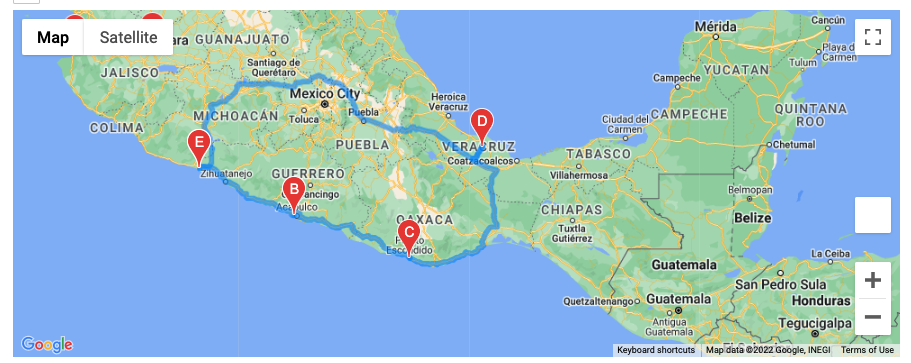 Map
Satellite
ara
GUANAJUATO
Santiago de
Querétaro
JALISCO
Mexico City
MICHOACÁN
Toluca
Puebla
COLIMA
Heroica
Veracruz
D
VERACRUZ
Coatzacoalcos
PUEBLA
E
Zihuatanejo
GUERRERO
B
Acapulco
OAXACA
C
Escondido
Mérida
Cancún
Playa d
Carmen
Tulum
YUCATAN
Campeche
CAMPECHE
QUINTANA
ROO
Ciudad del
Carmen
Chetumal
TABASCO
Villahermosa
Belmopan
Belize
CHIAPAS
Tuxtla
Gutiérrez
Guatemala
La Ceiba
San Pedro Sula
Honduras
Quetzaltenango
Guatemala
Antigua
Guatemala
Tegucigalpa
Google
Keyboard shortcuts
Map data ©2022 Google, INEGI
Terms of Use